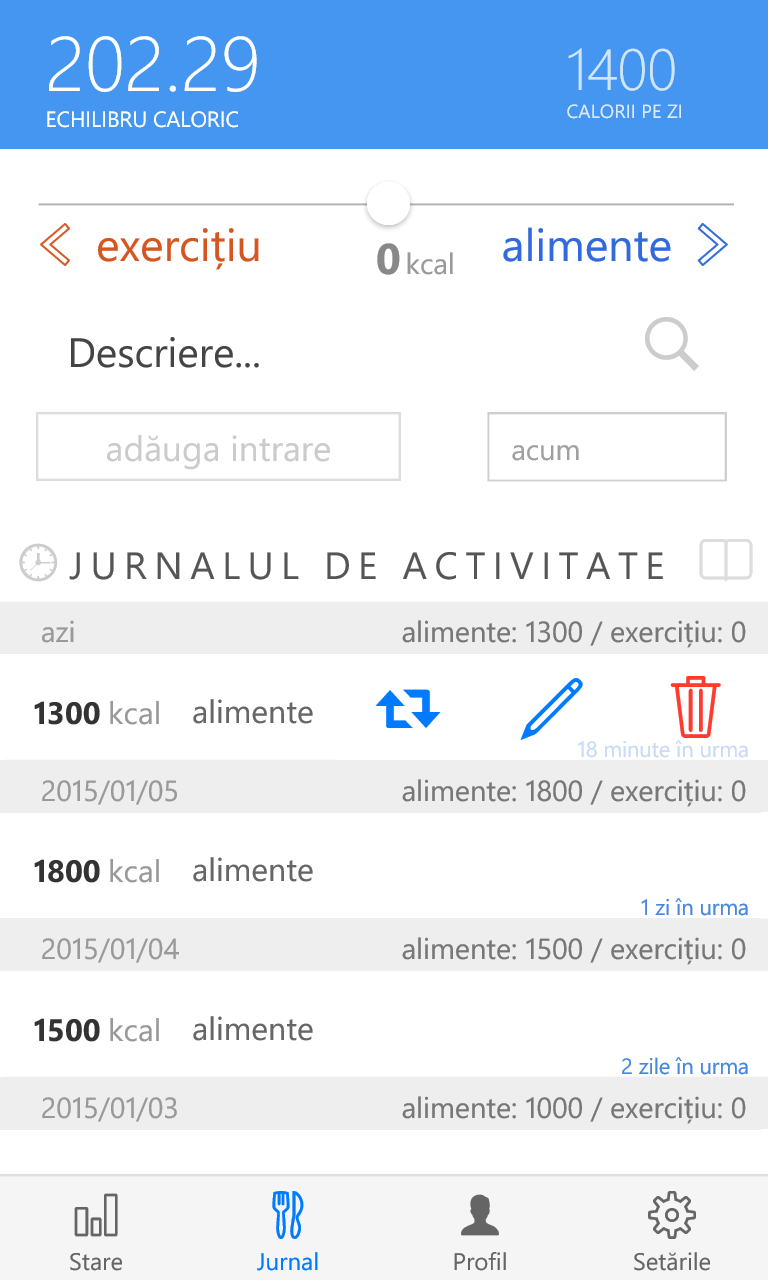 202.29
1400
ECHILIBRU CALORIC
CALORII PE ZI
exercițiu
0 kcal
alimente
Descriere...
adăuga intrare
acum
JURNALUL DE ACTIVITATE
azi
alimente: 1300 / exercițiu: 0
1300 kcal alimente
18 minute în urma
2015/01/05
alimente: 1800 / exercițiu: 0
1800 kcal alimente
1 zi în urma
2015/01/04
alimente: 1500 / exercițiu: 0
1500 kcal alimente
2 zile în urma
2015/01/03
alimente: 1000 / exercițiu: 0
Stare
Jurnal
Profil
Setările